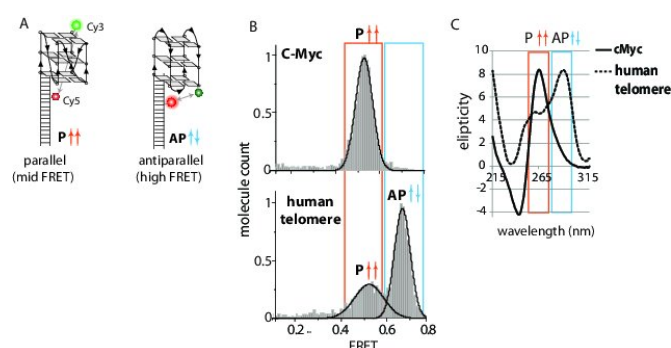 A
Cy3
Cy5
P
AP
parallel
(mid FRET)
antiparallel
(high FRET)
B
P
C-Myc
1
0.5
0
human
telomere
AP
P
1
0.5
0
molecule count
0.2
0.4
0.6
0.8
FRET
C
P
AP
cMyc
human
telomere
10
8
6
4
2
0
-2
-4
elipticity
215
265
315
wavelength (nm)